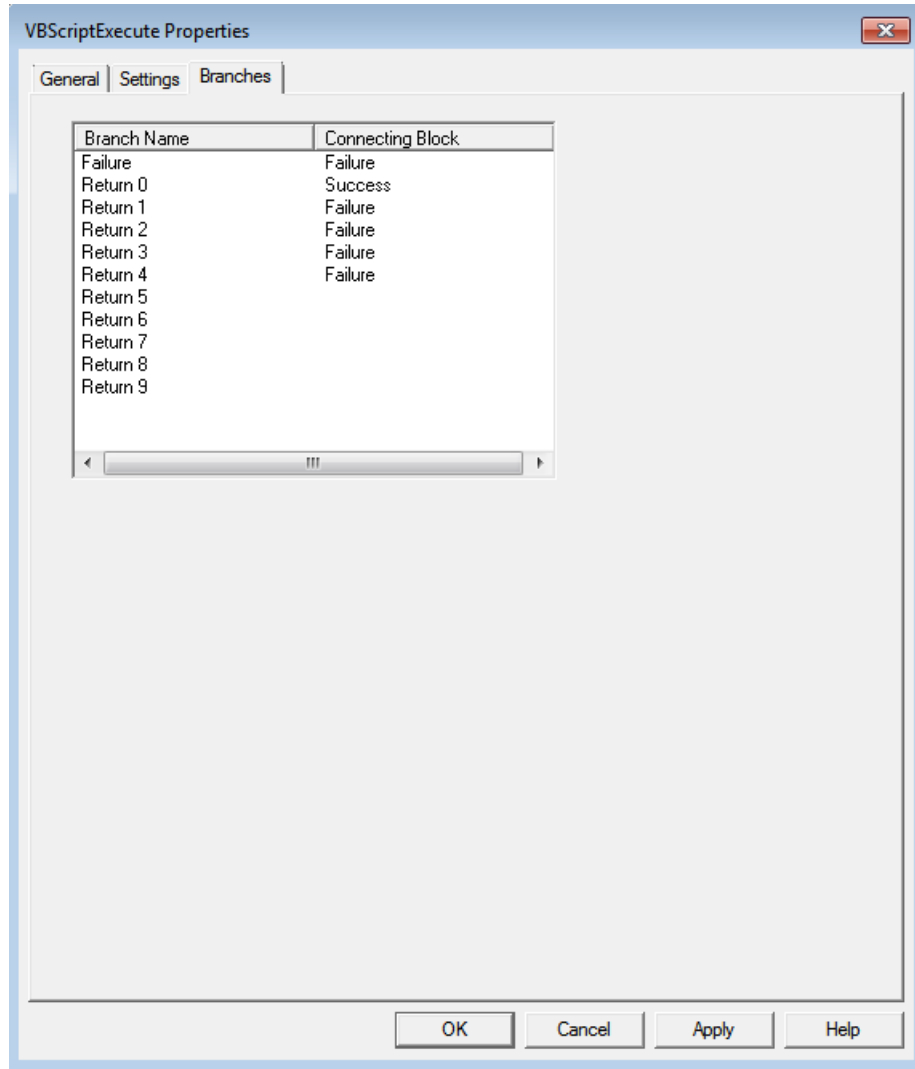 VBScriptExecute Properties
General Settings Branches
Branch Name Connecting Block
Failure Failure
Return 0 Success
Return 1 Failure
Return 2 Failure
Return 3 Failure
Return 4 Failure
Return 5
Return 6
Return 7
Return 8
Return 9
OK Cancel Apply Help